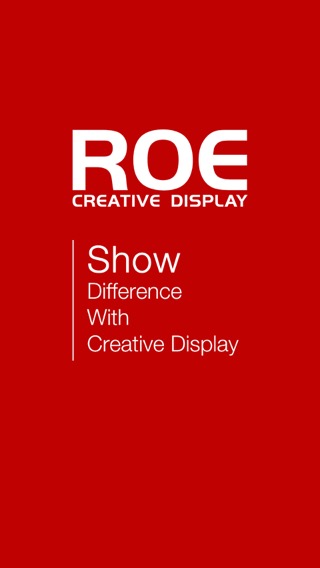 ROE
CREATIVE DISPLAY
Show
Difference
With
Creative Display